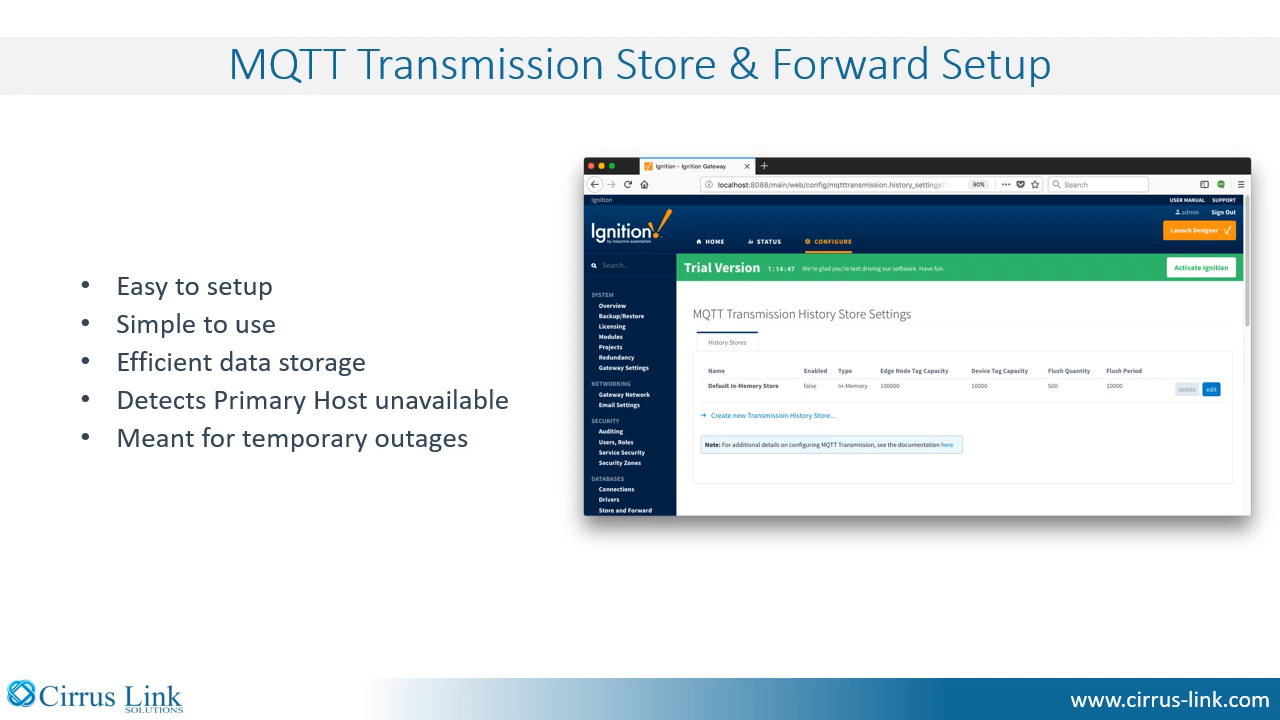 MQTT Transmission Store & Forward Setup
• Easy to setup
• Simple to use
• Efficient data storage
• Detects Primary Host unavailable
• Meant for temporary outages
Ignition - Ignition Gateway
localhost:8088/main/web/config/mqtttransmission.history_settings?
90%
Search
Ignition
USER MANUAL SUPPORT
admin Sign Out
Ignition!
by inductive automation
HOME STATUS CONFIGURE
Launch Designer
Search...
Trial Version 1:14:47 We're glad you're test driving our software. Have fun.
Activate Ignition
SYSTEM
Overview
Backup/Restore
Licensing
Modules
Projects
Redundancy
Gateway Settings
NETWORKING
Gateway Network
Email Settings
SECURITY
Auditing
Users, Roles
Service Security
Security Zones
DATABASES
Connections
Drivers
Store and Forward
MQTT Transmission History Store Settings
History Stores
Name Enabled Type Edge Node Tag Capacity Device Tag Capacity Flush Quantity Flush Period
Default In-Memory Store false In-Memory 100000 10000 500 10000 delete edit
→ Create new Transmission History Store...
Note: For additional details on configuring MQTT Transmission, see the documentation here
Cirrus Link
SOLUTIONS
www.cirrus-link.com